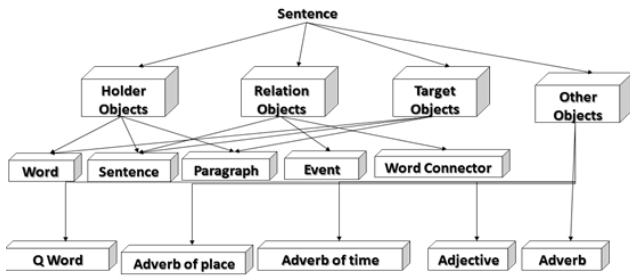 Sentence
Holder
Objects
Relation
Objects
Target
Objects
Other
Objects
Word
Sentence
Paragraph
Event
Word Connector
Q Word
Adverb of place
Adverb of time
Adjective
Adverb